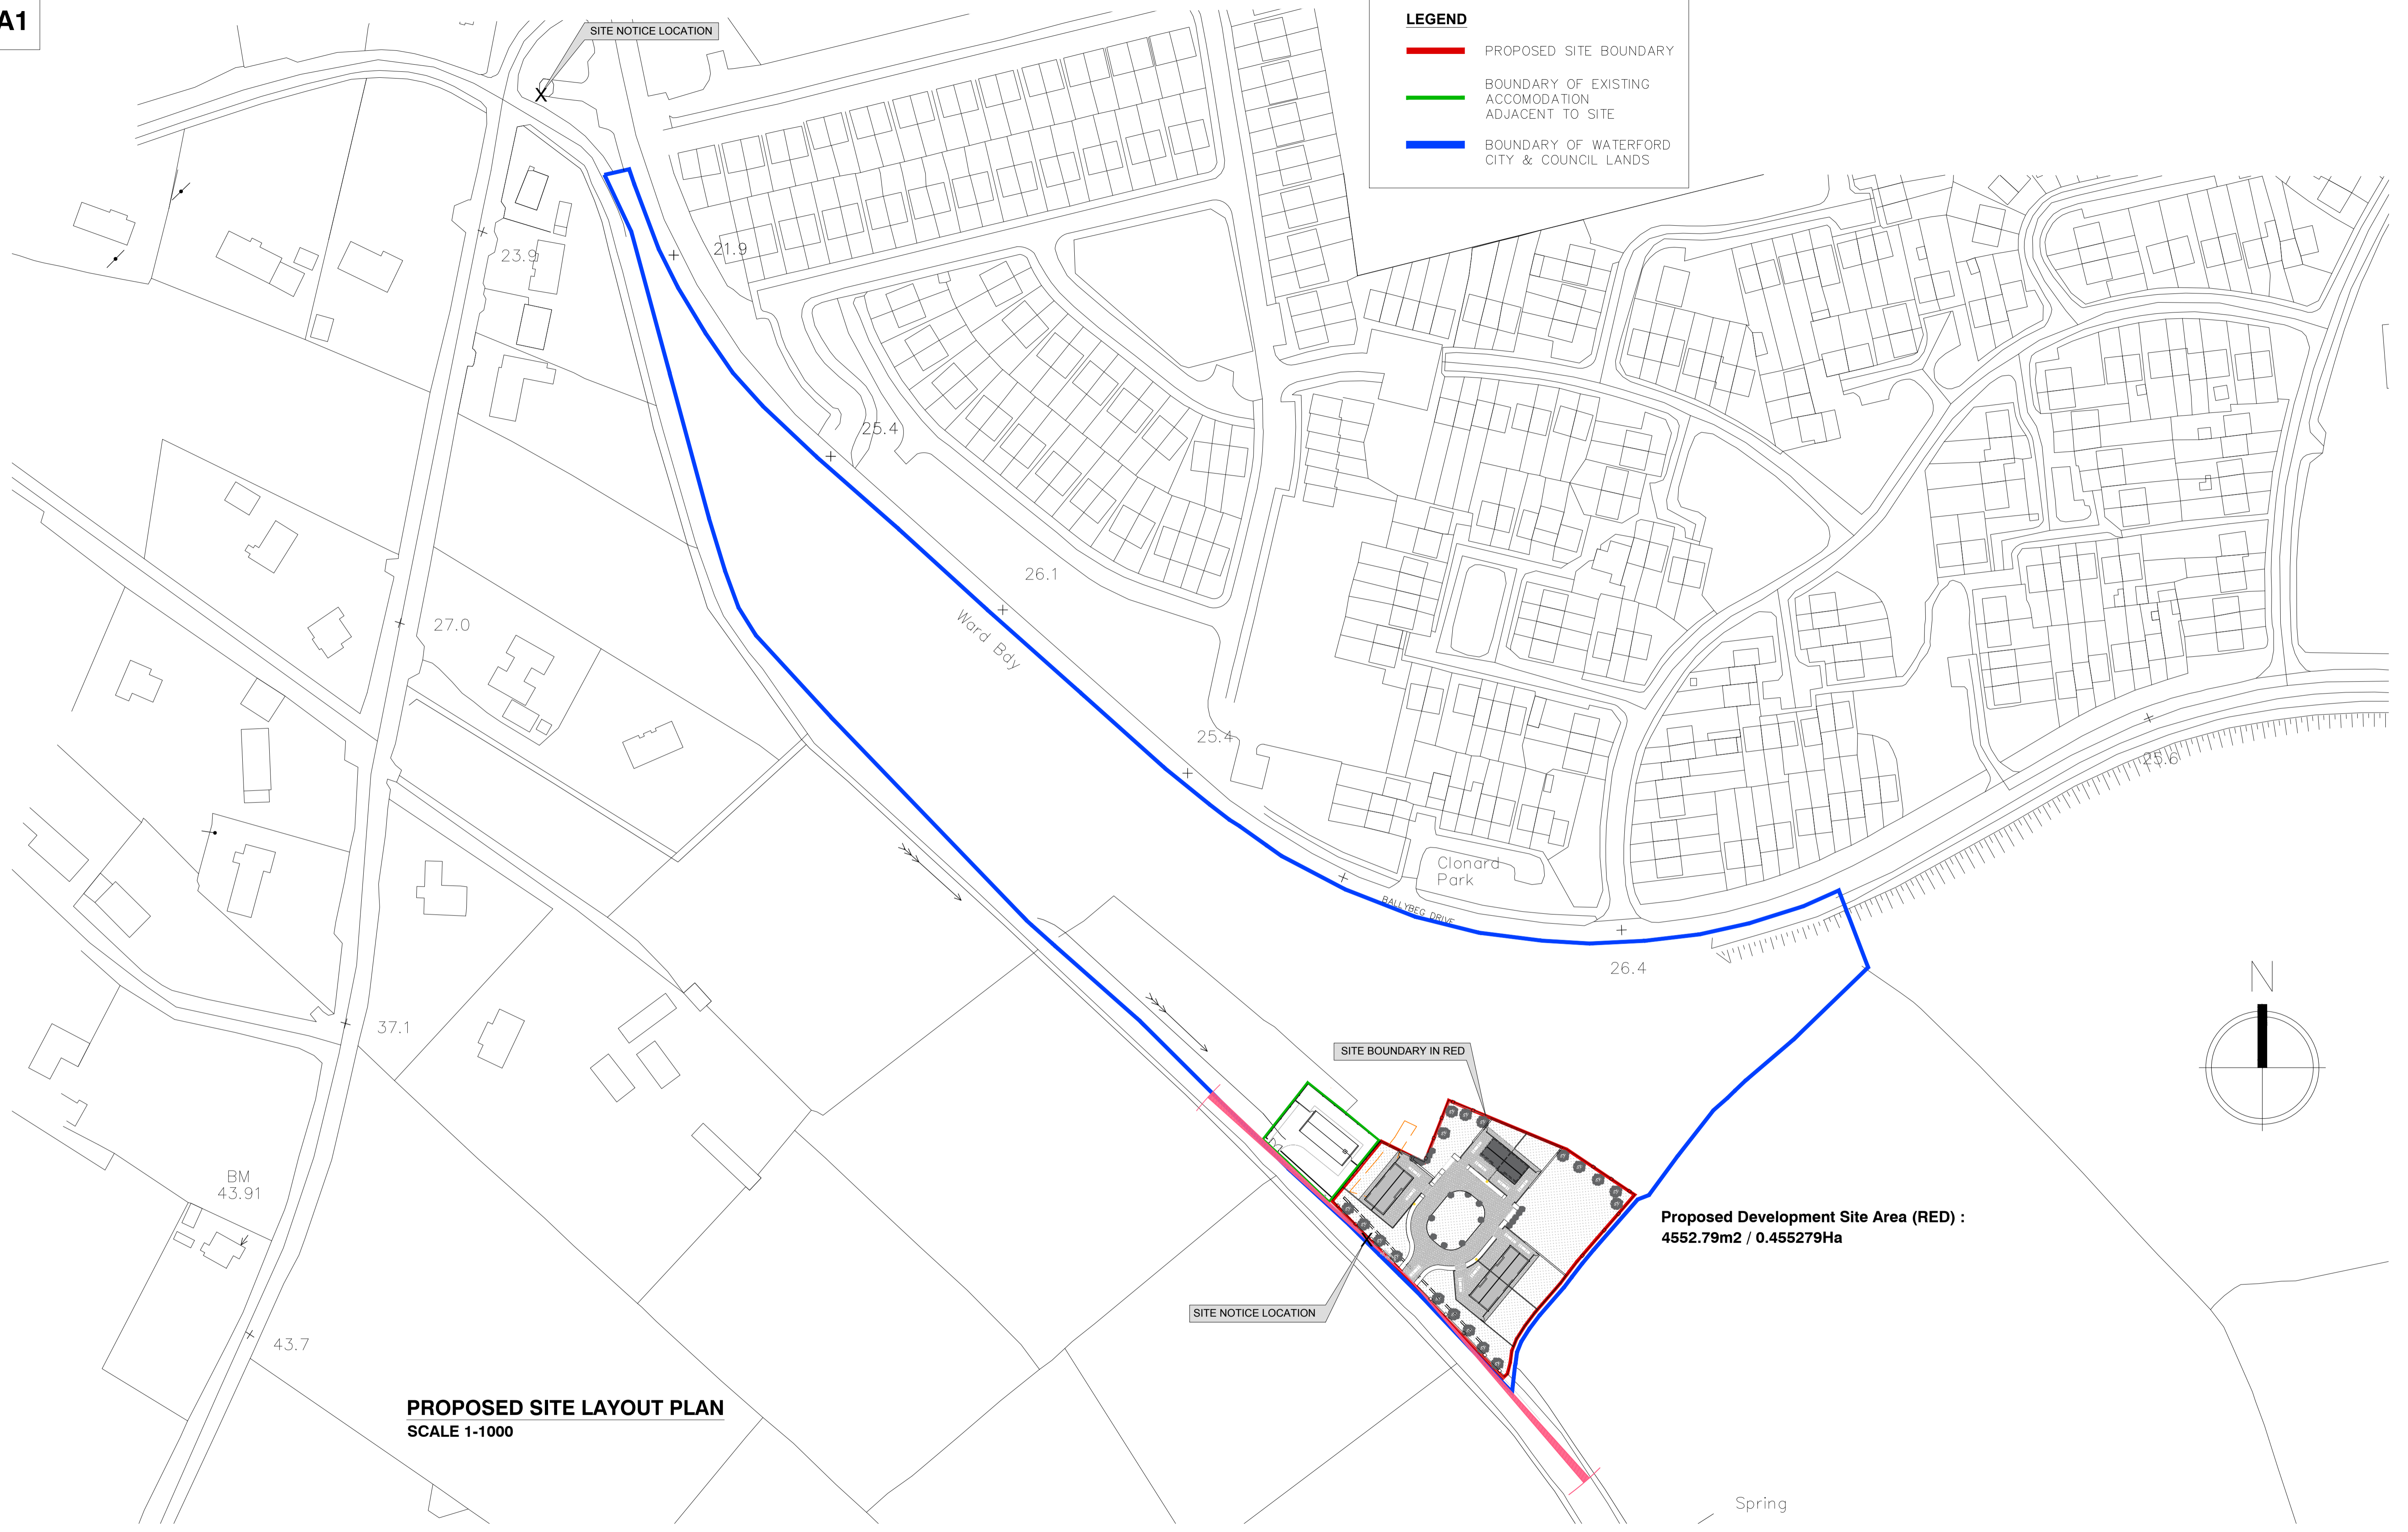 A1
SITE NOTICE LOCATION
LEGEND
PROPOSED SITE BOUNDARY
BOUNDARY OF EXISTING
ACCOMODATION
ADJACENT TO SITE
BOUNDARY OF WATERFORD
CITY & COUNCIL LANDS
23.9
21.9
25.4
26.1
27.0
Ward Bdy
25.4
25.6
Clonard
Park
BALLYBEG DRIVE
26.4
N
37.1
SITE BOUNDARY IN RED
BM
43.91
Proposed Development Site Area (RED) :
4552.79m2 / 0.455279Ha
SITE NOTICE LOCATION
43.7
PROPOSED SITE LAYOUT PLAN
SCALE 1-1000
Spring